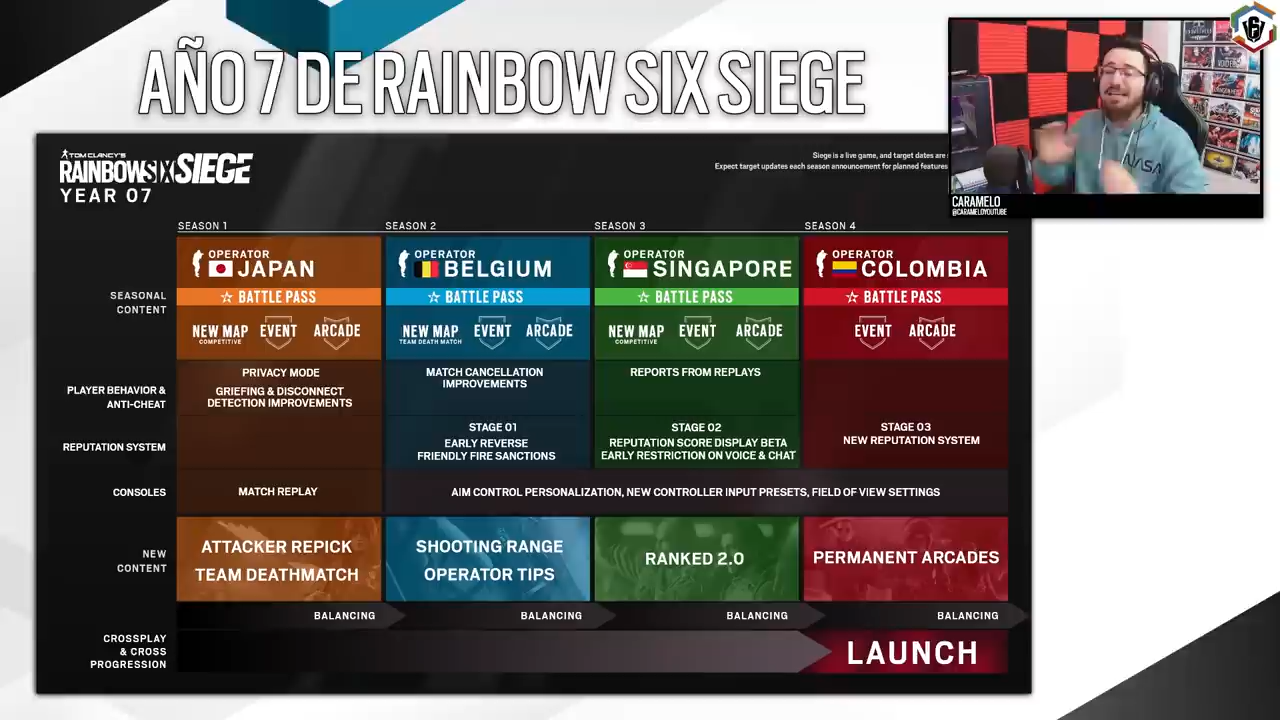 AÑO 7 DE RAINBOW SIX SIEGE
TOM CLANCY'S
RAINBOWSIX SIEGE
YEAR 07
Siege is a live game, and target dates are
Expect target updates each season announcement for planned features
NASA
CARAMELO
@CARAMELOYOUTUBE
SEASON 1
SEASON 2
SEASON 3
SEASON 4
OPERATOR
JAPAN
OPERATOR
BELGIUM
OPERATOR
SINGAPORE
OPERATOR
COLOMBIA
SEASONAL
CONTENT
BATTLE PASS
BATTLE PASS
BATTLE PASS
BATTLE PASS
NEW MAP
COMPETITIVE
EVENT
ARCADE
NEW MAP
TEAM DEATH MATCH
EVENT
ARCADE
NEW MAP
COMPETITIVE
EVENT
ARCADE
EVENT
ARCADE
PLAYER BEHAVIOR &
ANTI-CHEAT
PRIVACY MODE
GRIEFING & DISCONNECT
DETECTION IMPROVEMENTS
MATCH CANCELLATION
IMPROVEMENTS
REPORTS FROM REPLAYS
REPUTATION SYSTEM
STAGE 01
EARLY REVERSE
FRIENDLY FIRE SANCTIONS
STAGE 02
REPUTATION SCORE DISPLAY BETA
EARLY RESTRICTION ON VOICE & CHAT
STAGE 03
NEW REPUTATION SYSTEM
CONSOLES
MATCH REPLAY
AIM CONTROL PERSONALIZATION, NEW CONTROLLER INPUT PRESETS, FIELD OF VIEW SETTINGS
NEW
CONTENT
ATTACKER REPICK
TEAM DEATHMATCH
SHOOTING RANGE
OPERATOR TIPS
RANKED 2.0
PERMANENT ARCADES
BALANCING
BALANCING
BALANCING
BALANCING
CROSSPLAY
& CROSS
PROGRESSION
LAUNCH